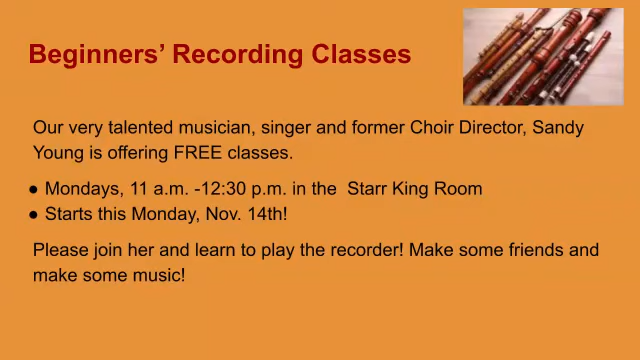 Beginners' Recording Classes
Our very talented musician, singer and former Choir Director, Sandy
Young is offering FREE classes.
● Mondays, 11 a.m. -12:30 p.m. in the  Starr King Room
● Starts this Monday, Nov. 14th!
Please join her and learn to play the recorder! Make some friends and
make some music!